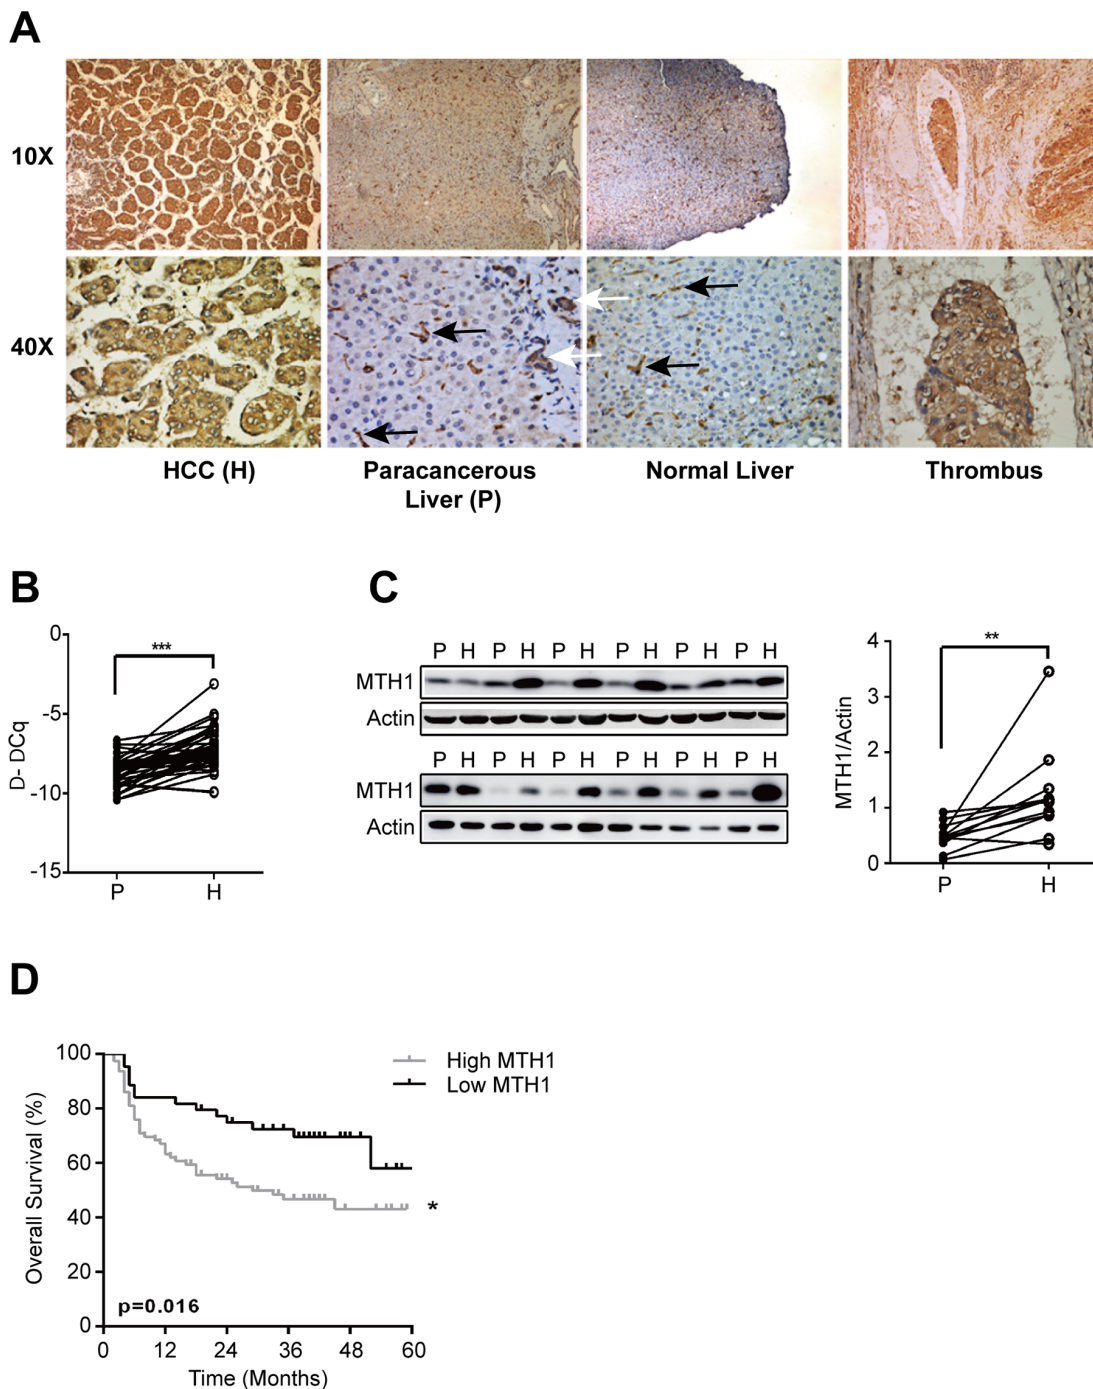 A
10X
40X
HCC (H)
Paracancerous
Liver (P)
Normal Liver
Thrombus
B
0
-5
-10
-15
D- DCq
***
P H
C
P H P H P H P H P H P H
MTH1
Actin
P H P H P H P H P H P H
MTH1
Actin
4
3
2
1
0
MTH1/Actin
**
P H
D
100
80
60
40
20
0
Overall Survival (%)
High MTH1
Low MTH1
*
p=0.016
0 12 24 36 48 60
Time (Months)